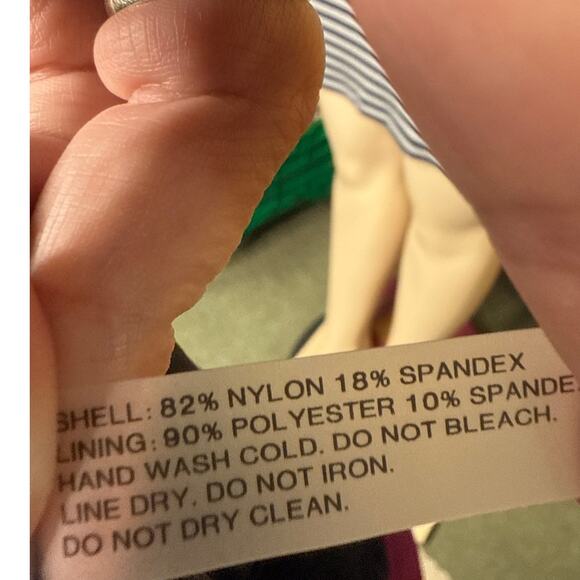 SHELL: 82% NYLON 18% SPANDEX
LINING: 90% POLYESTER 10% SPANDE
HAND WASH COLD. DO NOT BLEACH.
LINE DRY. DO NOT IRON.
DO NOT DRY CLEAN.